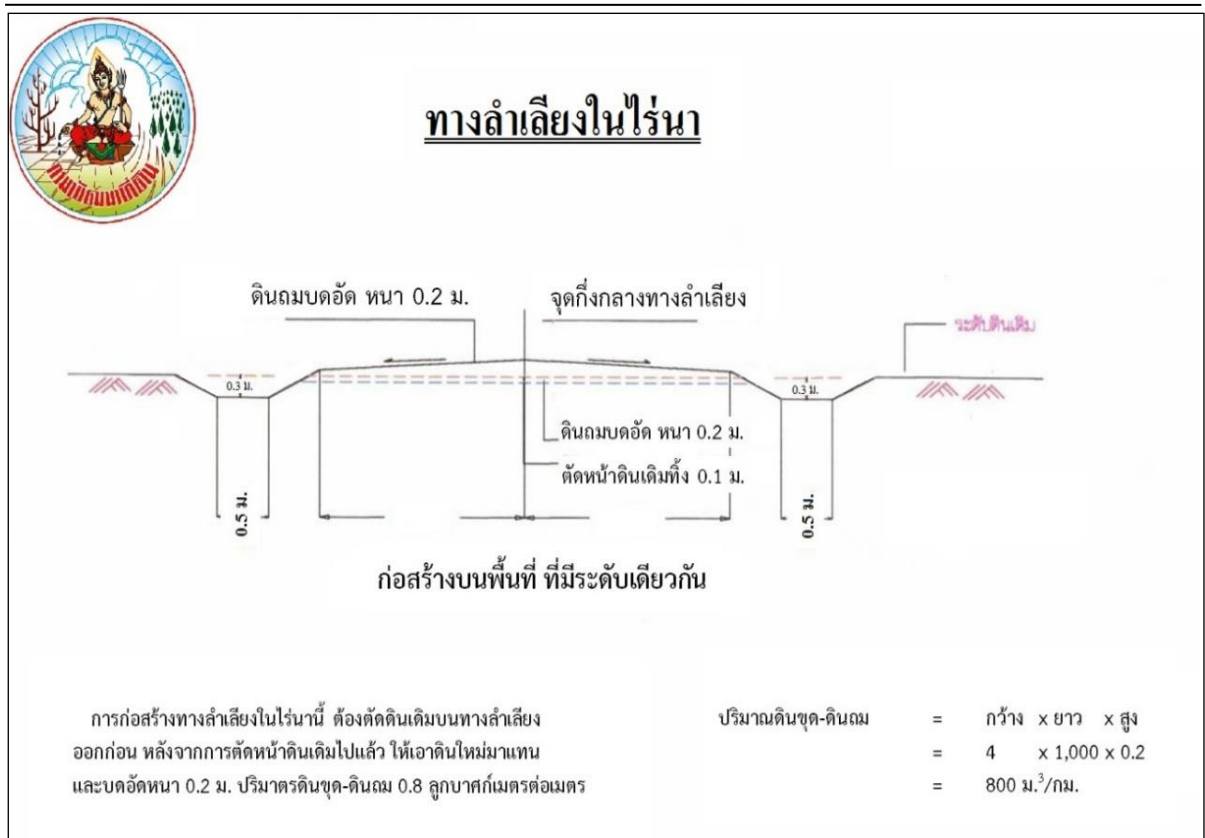 กรมพัฒนาที่ดิน
ทางลำเลียงในไร่นา
ดินถมบดอัด หนา 0.2 ม.
จุดกึ่งกลางทางลำเลียง
ระดับดินเดิม
0.3 ม.
0.3 ม.
ดินถมบดอัด หนา 0.2 ม.
ตัดหน้าดินเดิมทิ้ง 0.1 ม.
0.5 ม.
0.5 ม.
ก่อสร้างบนพื้นที่ ที่มีระดับเดียวกัน
การก่อสร้างทางลำเลียงในไร่นานี้ ต้องตัดดินเดิมบนทางลำเลียง
ออกก่อน หลังจากการตัดหน้าดินเดิมไปแล้ว ให้เอาดินใหม่มาแทน
และบดอัดหนา 0.2 ม. ปริมาตรดินขุด-ดินถม 0.8 ลูกบาศก์เมตรต่อเมตร
ปริมาณดินขุด-ดินถม = กว้าง x ยาว x สูง
= 4 x 1,000 x 0.2
= 800 ม.³/กม.